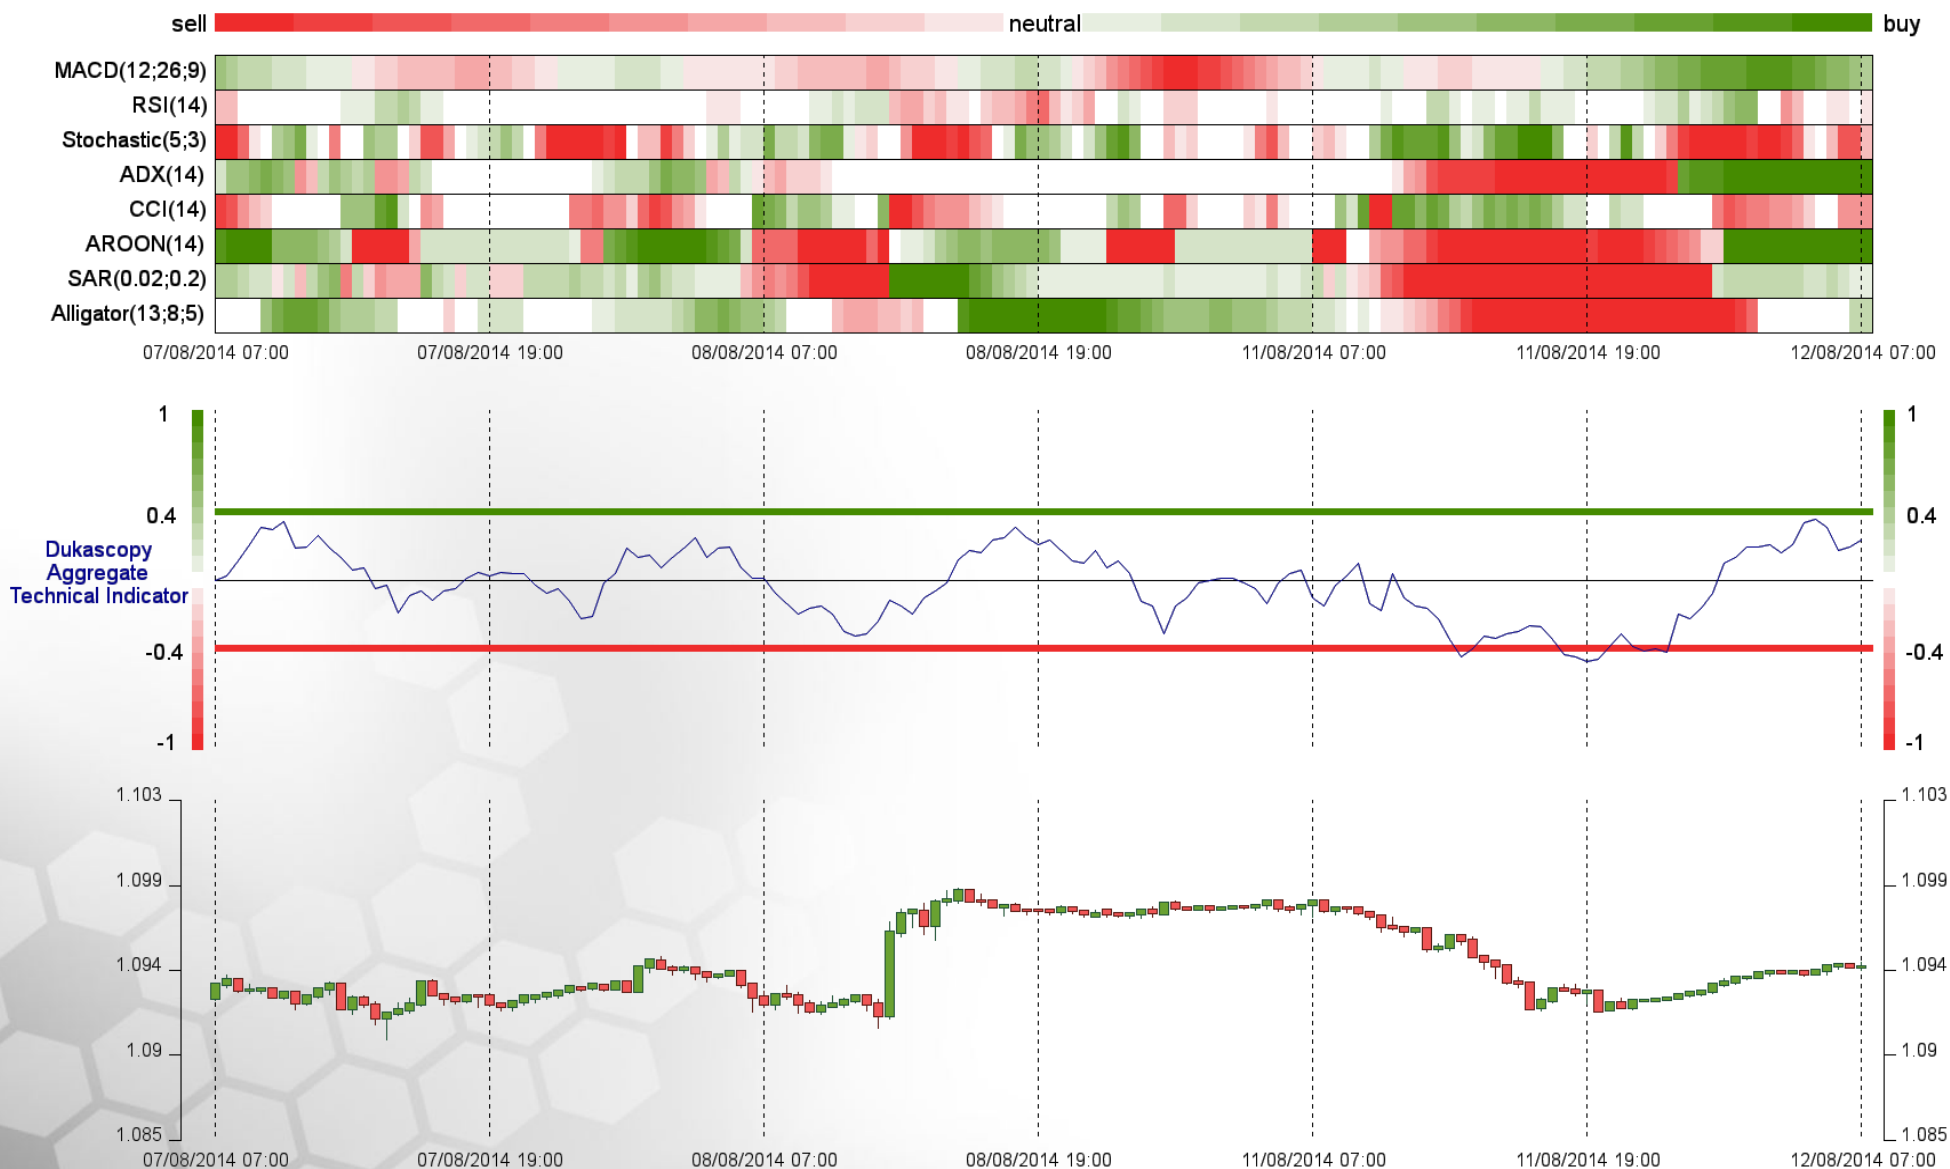 sell neutral buy
MACD(12;26;9)
RSI(14)
Stochastic(5;3)
ADX(14)
CCI(14)
AROON(14)
SAR(0.02;0.2)
Alligator(13;8;5)
07/08/2014 07:00 07/08/2014 19:00 08/08/2014 07:00 08/08/2014 19:00 11/08/2014 07:00 11/08/2014 19:00 12/08/2014 07:00
1 1
0.4 0.4
Dukascopy
Aggregate
Technical Indicator
-0.4 -0.4
-1 -1
1.103 1.103
1.099 1.099
1.094 1.094
1.09 1.09
1.085 1.085
07/08/2014 07:00 07/08/2014 19:00 08/08/2014 07:00 08/08/2014 19:00 11/08/2014 07:00 11/08/2014 19:00 12/08/2014 07:00